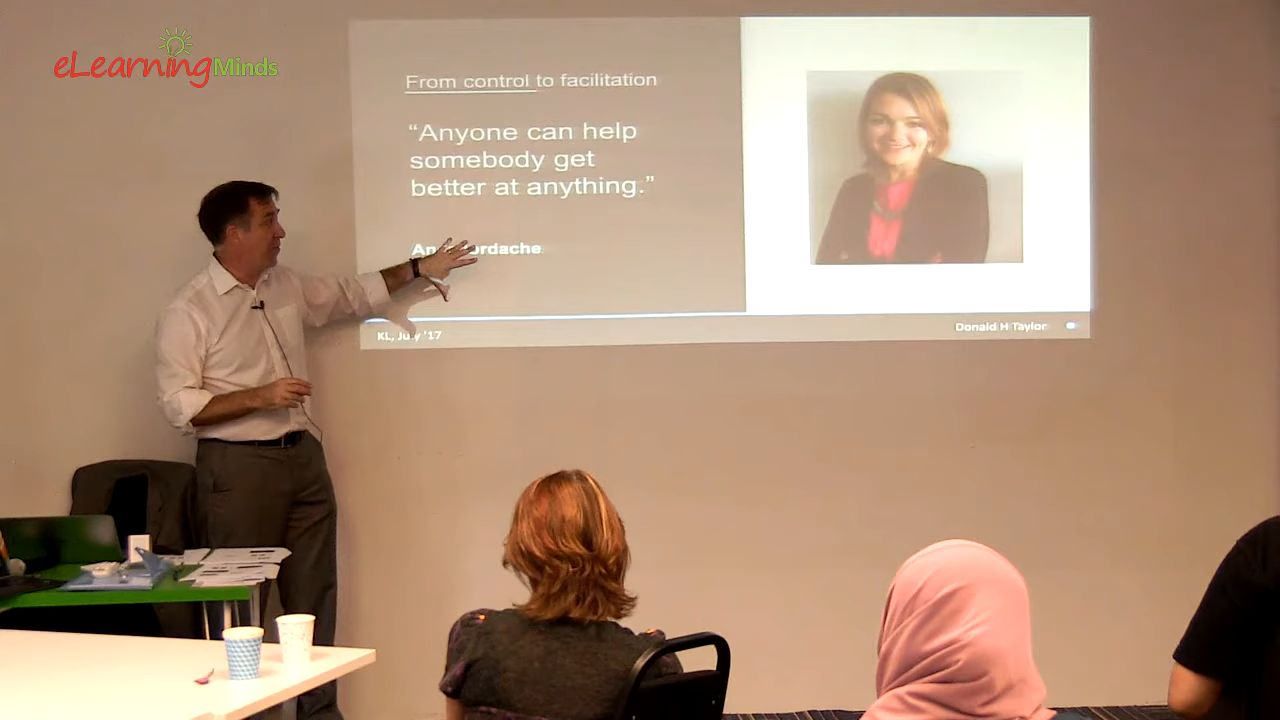 eLearningMinds
From control to facilitation
“Anyone can help
somebody get
better at anything.”
KL, July '17
Donald H Taylor